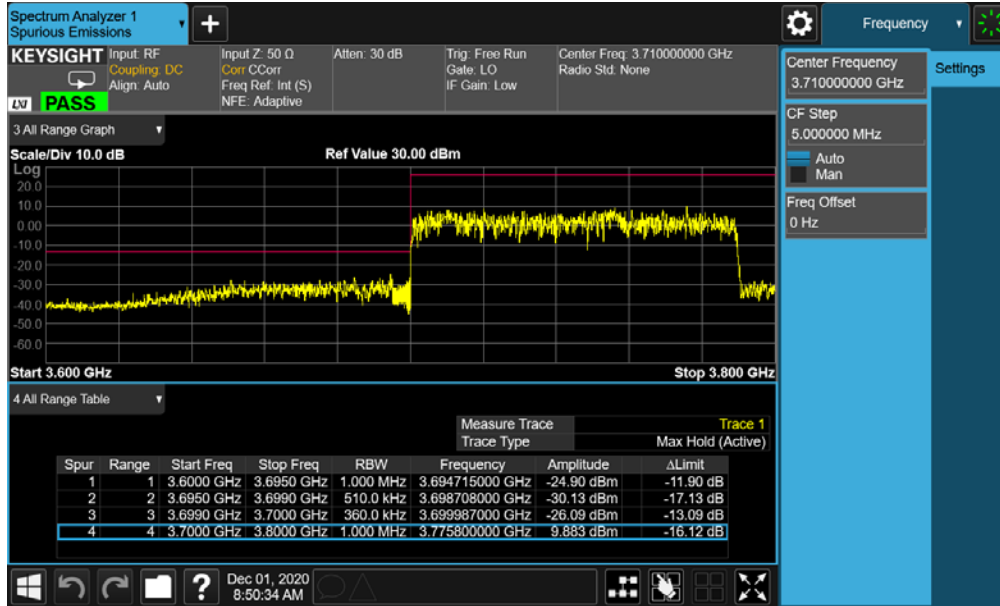 Spectrum Analyzer 1
Spurious Emissions
Frequency
KEYSIGHT
LXI
PASS
Input: RF
Coupling: DC
Align: Auto
Input Z: 50 Ω
Corr CCorr
Freq Ref: Int (S)
NFE: Adaptive
Atten: 30 dB
Trig: Free Run
Gate: LO
IF Gain: Low
Center Freq: 3.710000000 GHz
Radio Std: None
Center Frequency
3.710000000 GHz
Settings
CF Step
5.000000 MHz
Auto
Man
Freq Offset
0 Hz
3 All Range Graph
Scale/Div 10.0 dB
Ref Value 30.00 dBm
Log
20.0
10.0
0.00
-10.0
-20.0
-30.0
-40.0
-50.0
-60.0
Start 3.600 GHz
Stop 3.800 GHz
4 All Range Table
Measure Trace Trace 1
Trace Type Max Hold (Active)
Spur Range Start Freq Stop Freq RBW Frequency Amplitude ΔLimit
1 1 3.6000 GHz 3.6950 GHz 1.000 MHz 3.694715000 GHz -24.90 dBm -11.90 dB
2 2 3.6950 GHz 3.6990 GHz 510.0 kHz 3.698708000 GHz -30.13 dBm -17.13 dB
3 3 3.6990 GHz 3.7000 GHz 360.0 kHz 3.699987000 GHz -26.09 dBm -13.09 dB
4 4 3.7000 GHz 3.8000 GHz 1.000 MHz 3.775800000 GHz 9.883 dBm -16.12 dB
?
Dec 01, 2020
8:50:34 AM